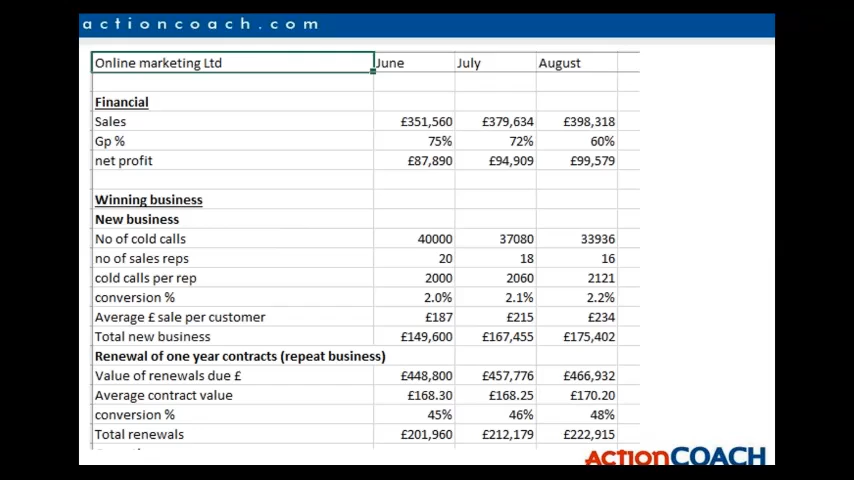 actioncoach.com
Online marketing Ltd June July August
Financial
Sales £351,560 £379,634 £398,318
Gp % 75% 72% 60%
net profit £87,890 £94,909 £99,579
Winning business
New business
No of cold calls 40000 37080 33936
no of sales reps 20 18 16
cold calls per rep 2000 2060 2121
conversion % 2.0% 2.1% 2.2%
Average £ sale per customer £187 £215 £234
Total new business £149,600 £167,455 £175,402
Renewal of one year contracts (repeat business)
Value of renewals due £ £448,800 £457,776 £466,932
Average contract value £168.30 £168.25 £170.20
conversion % 45% 46% 48%
Total renewals £201,960 £212,179 £222,915
ActionCOACH